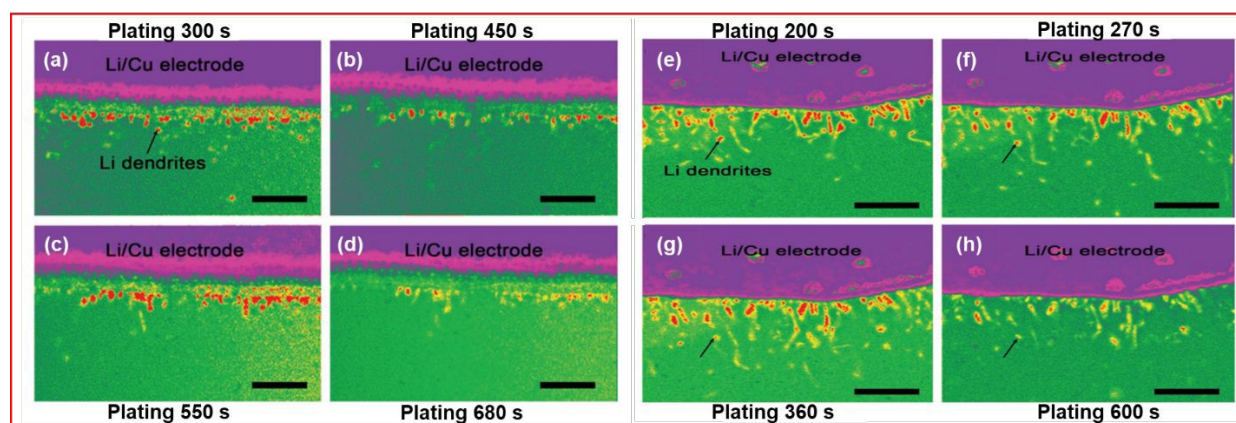 Plating 300 s
Plating 450 s
Plating 200 s
Plating 270 s
(a)
Li/Cu electrode
Li dendrites
(b)
Li/Cu electrode
(e)
Li/Cu electrode
Li dendrites
(f)
Li/Cu electrode
(c)
Li/Cu electrode
(d)
Li/Cu electrode
(g)
Li/Cu electrode
(h)
Li/Cu electrode
Plating 550 s
Plating 680 s
Plating 360 s
Plating 600 s